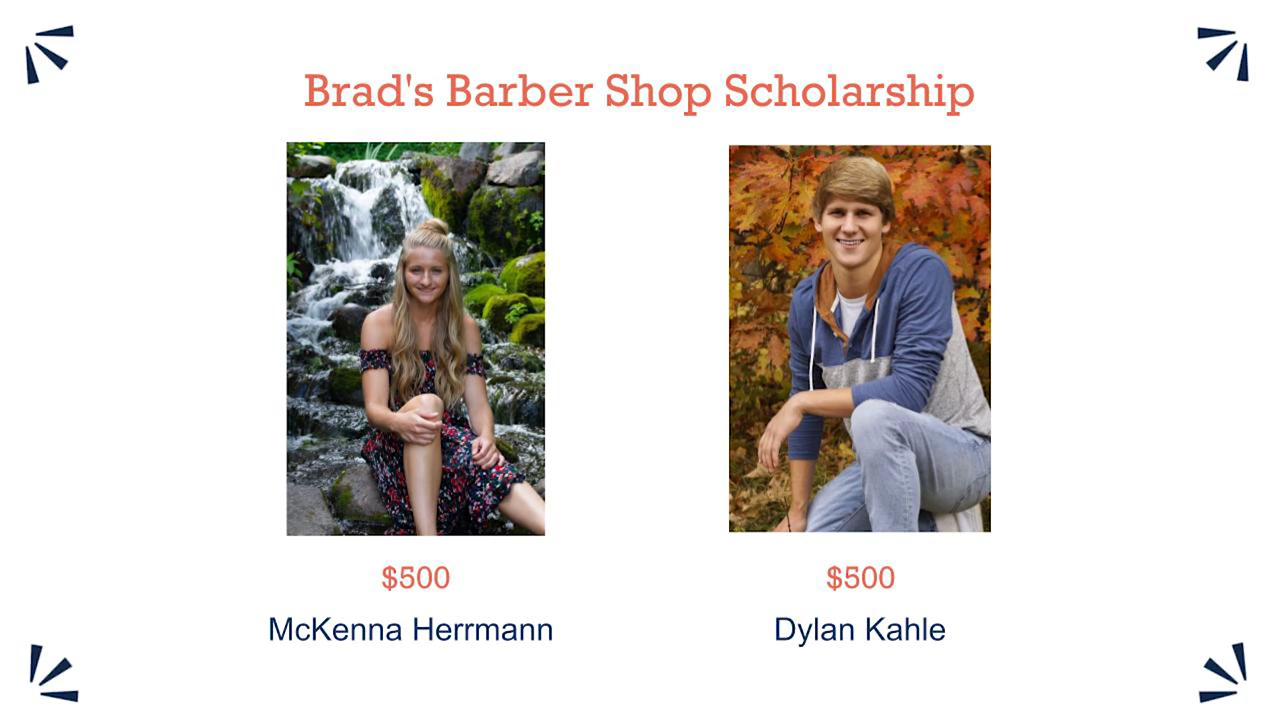 Brad's Barber Shop Scholarship
$500
McKenna Herrmann
$500
Dylan Kahle